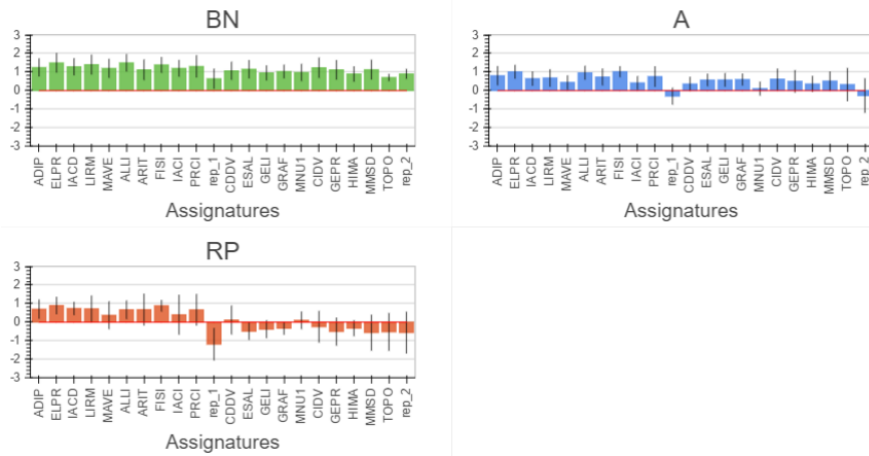 BN
3
2
1
0
-1
-2
-3
ADIP ELPR IACD LIRM MAVE ALLI ARIT FISI IACI PRCI rep_1 CDDV ESAL GELI GRAF MNU1 CIDV GEPR HIMA MMSD TOPO rep_2
Assignatures
A
3
2
1
0
-1
-2
-3
ADIP ELPR IACD LIRM MAVE ALLI ARIT FISI IACI PRCI rep_1 CDDV ESAL GELI GRAF MNU1 CIDV GEPR HIMA MMSD TOPO rep_2
Assignatures
RP
3
2
1
0
-1
-2
-3
ADIP ELPR IACD LIRM MAVE ALLI ARIT FISI IACI PRCI rep_1 CDDV ESAL GELI GRAF MNU1 CIDV GEPR HIMA MMSD TOPO rep_2
Assignatures